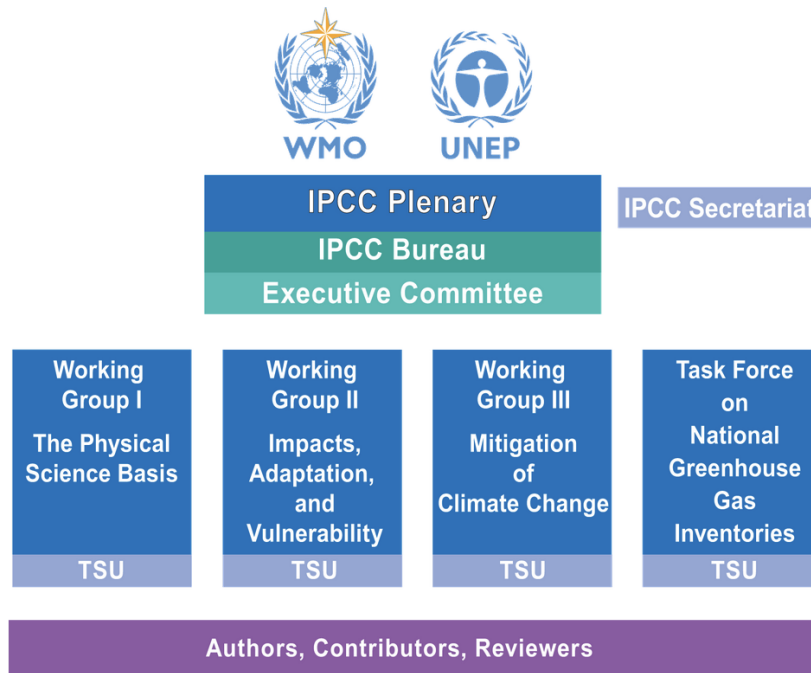 WMO
UNEP
IPCC Plenary
IPCC Secretariat
IPCC Bureau
Executive Committee
Working
Group I
The Physical
Science Basis
TSU
Working
Group II
Impacts,
Adaptation,
and
Vulnerability
TSU
Working
Group III
Mitigation
of
Climate Change
TSU
Task Force
on
National
Greenhouse
Gas
Inventories
TSU
Authors, Contributors, Reviewers